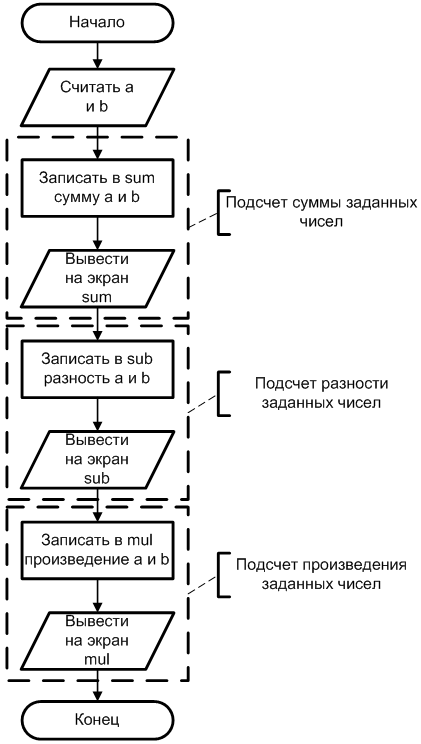 Начало
Считать a
и b
Записать в sum
сумму a и b
Подсчет суммы заданных
чисел
Вывести
на экран
sum
Записать в sub
разность a и b
Подсчет разности
заданных чисел
Вывести
на экран
sub
Записать в mul
произведение a и b
Подсчет произведения
заданных чисел
Вывести
на экран
mul
Конец